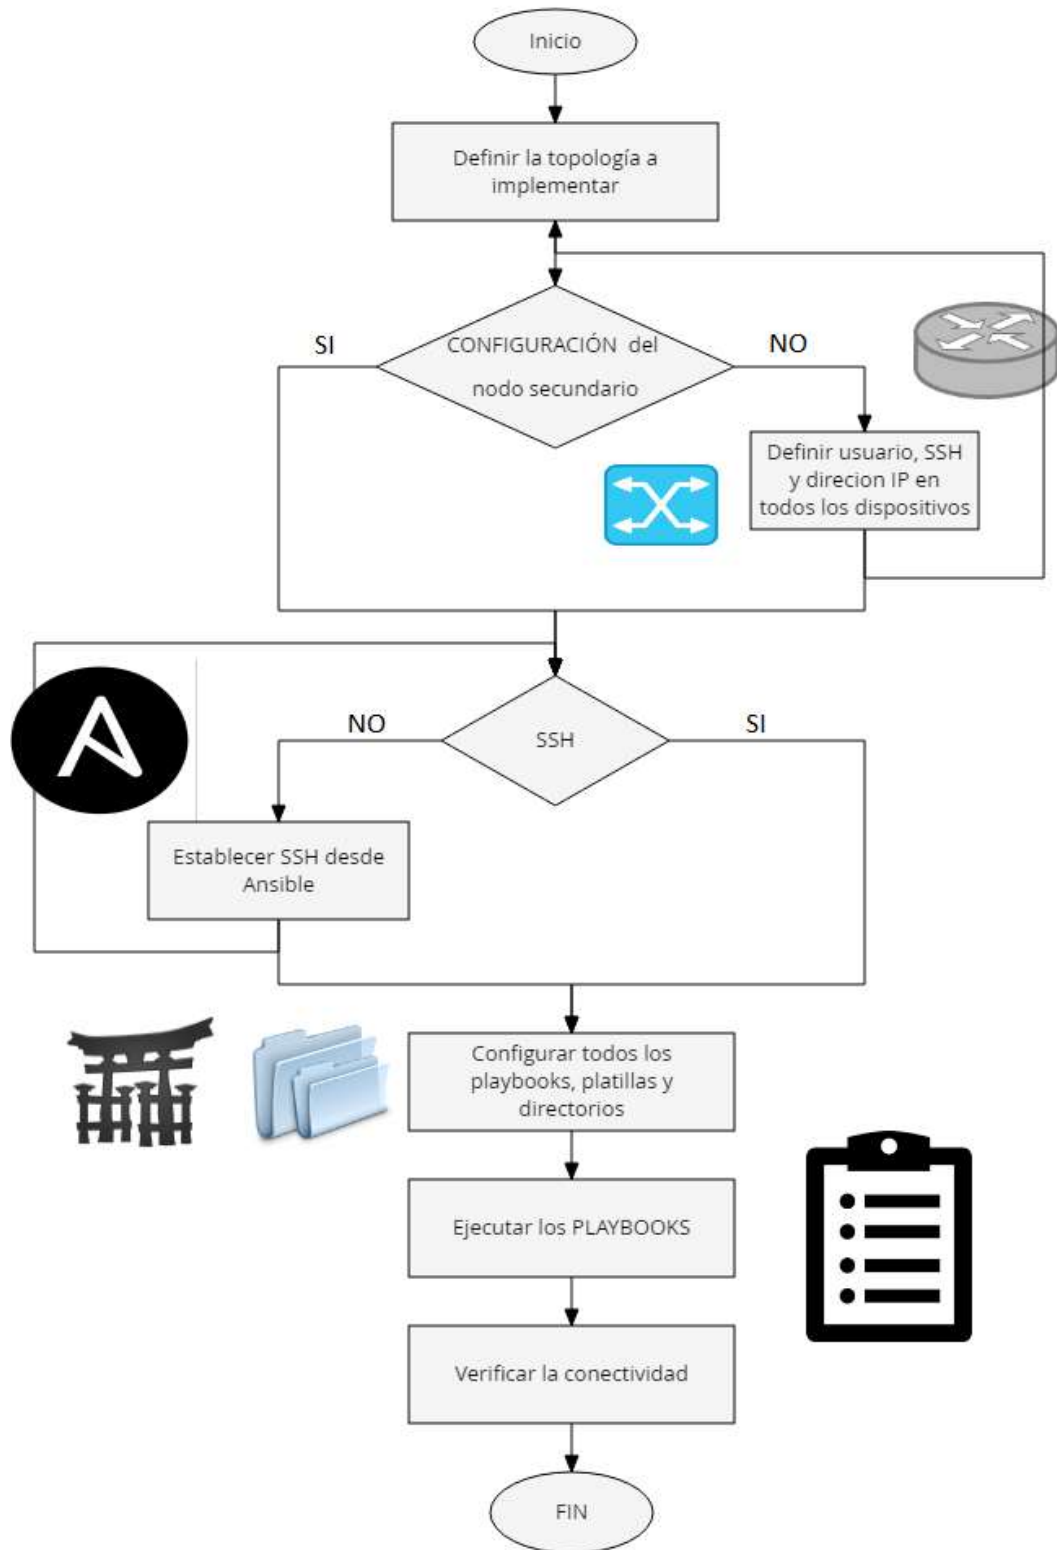 Inicio
Definir la topología a
implementar
SI
CONFIGURACIÓN del
nodo secundario
NO
Definir usuario, SSH
y direcion IP en
todos los dispositivos
NO
SSH
SI
Establecer SSH desde
Ansible
Configurar todos los
playbooks, platillas y
directorios
Ejecutar los PLAYBOOKS
Verificar la conectividad
FIN